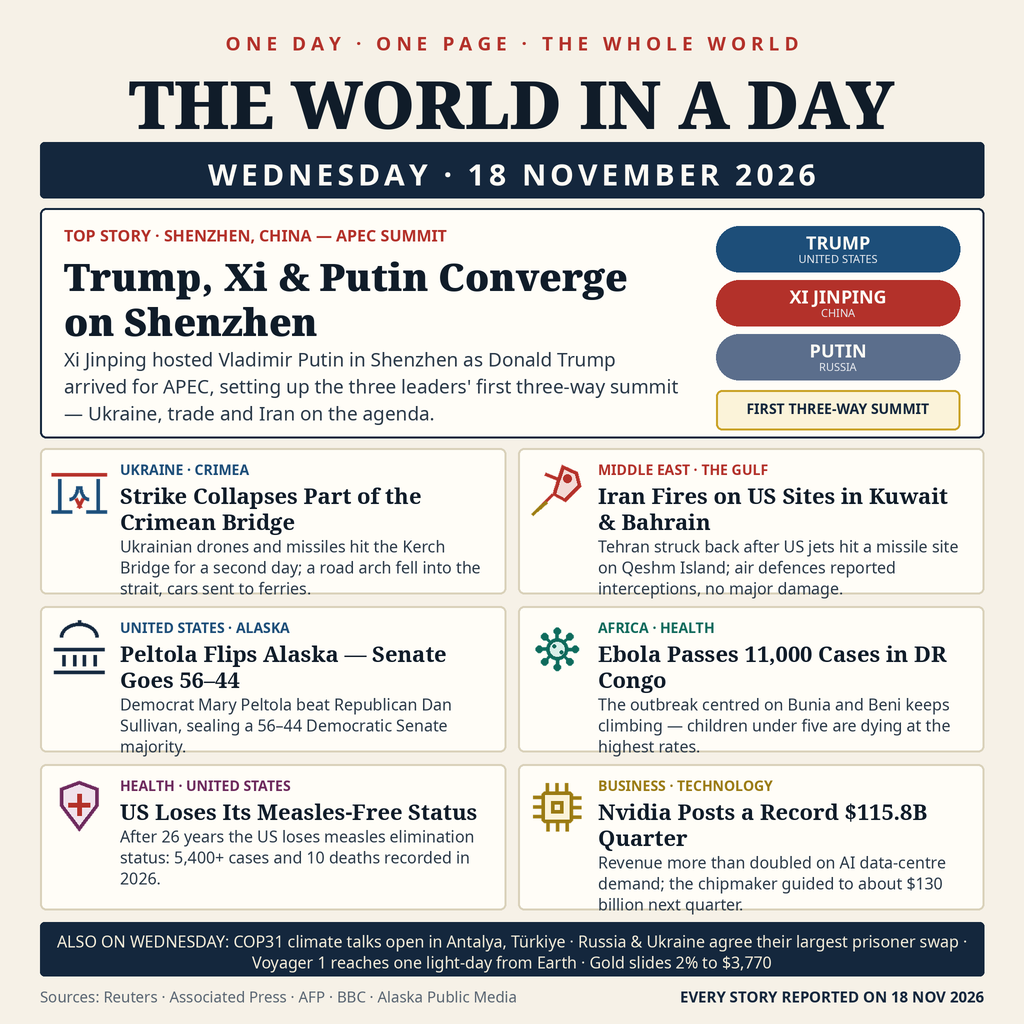 ONE DAY · ONE PAGE · THE WHOLE WORLD
THE WORLD IN A DAY
WEDNESDAY · 18 NOVEMBER 2026
TOP STORY · SHENZHEN, CHINA — APEC SUMMIT
Trump, Xi & Putin Converge
on Shenzhen
Xi Jinping hosted Vladimir Putin in Shenzhen as Donald Trump
arrived for APEC, setting up the three leaders' first three-way summit
— Ukraine, trade and Iran on the agenda.
TRUMP
UNITED STATES
XI JINPING
CHINA
PUTIN
RUSSIA
FIRST THREE-WAY SUMMIT
UKRAINE · CRIMEA
Strike Collapses Part of the
Crimean Bridge
Ukrainian drones and missiles hit the Kerch
Bridge for a second day; a road arch fell into the
strait, cars sent to ferries.
MIDDLE EAST · THE GULF
Iran Fires on US Sites in Kuwait
& Bahrain
Tehran struck back after US jets hit a missile site
on Qeshm Island; air defences reported
interceptions, no major damage.
UNITED STATES · ALASKA
Peltola Flips Alaska — Senate
Goes 56–44
Democrat Mary Peltola beat Republican Dan
Sullivan, sealing a 56–44 Democratic Senate
majority.
AFRICA · HEALTH
Ebola Passes 11,000 Cases in DR
Congo
The outbreak centred on Bunia and Beni keeps
climbing — children under five are dying at the
highest rates.
HEALTH · UNITED STATES
US Loses Its Measles-Free Status
After 26 years the US loses measles elimination
status: 5,400+ cases and 10 deaths recorded in
2026.
BUSINESS · TECHNOLOGY
Nvidia Posts a Record $115.8B
Quarter
Revenue more than doubled on AI data-centre
demand; the chipmaker guided to about $130
billion next quarter.
ALSO ON WEDNESDAY: COP31 climate talks open in Antalya, Türkiye · Russia & Ukraine agree their largest prisoner swap ·
Voyager 1 reaches one light-day from Earth · Gold slides 2% to $3,770
Sources: Reuters · Associated Press · AFP · BBC · Alaska Public Media
EVERY STORY REPORTED ON 18 NOV 2026